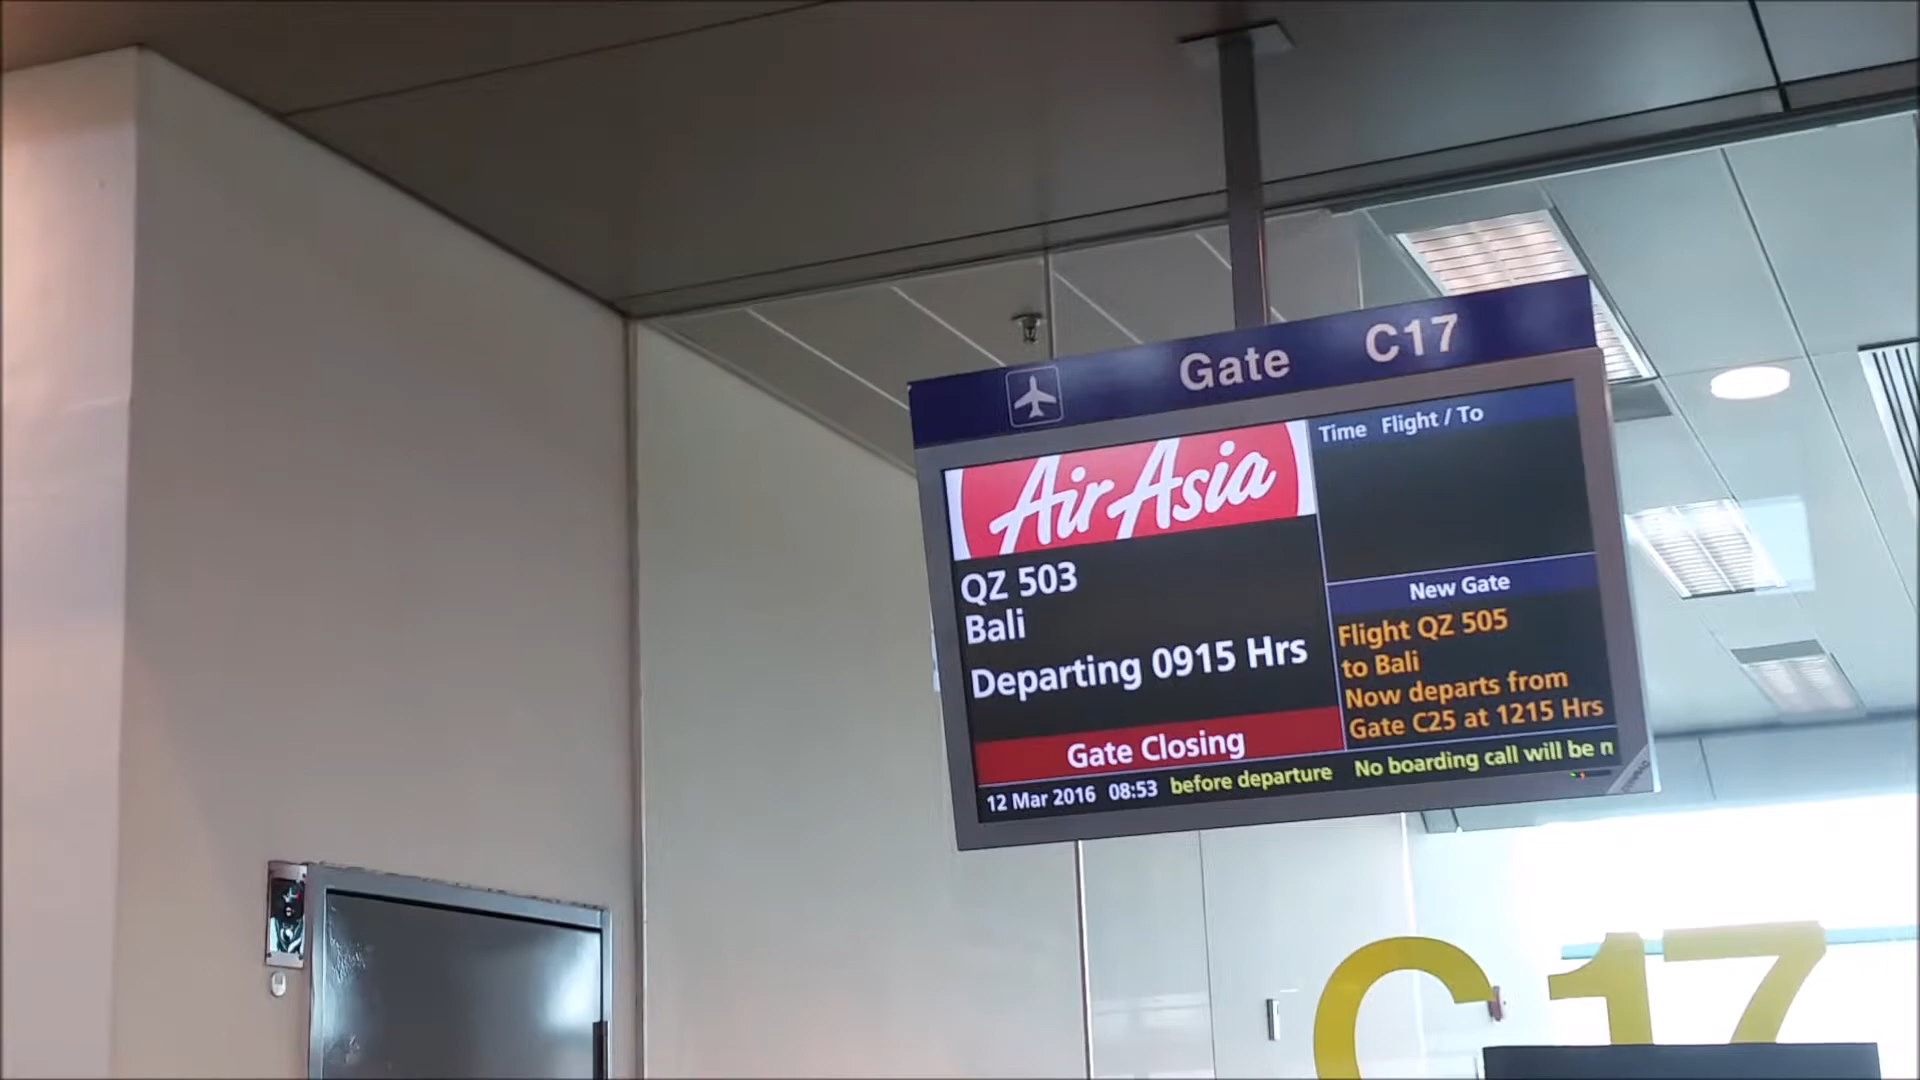 Gate C17
AirAsia
QZ 503
Bali
Departing 0915 Hrs
Gate Closing
Time Flight / To
New Gate
Flight QZ 505
to Bali
Now departs from
Gate C25 at 1215 Hrs
12 Mar 2016 08:53 before departure No boarding call will be n
C17